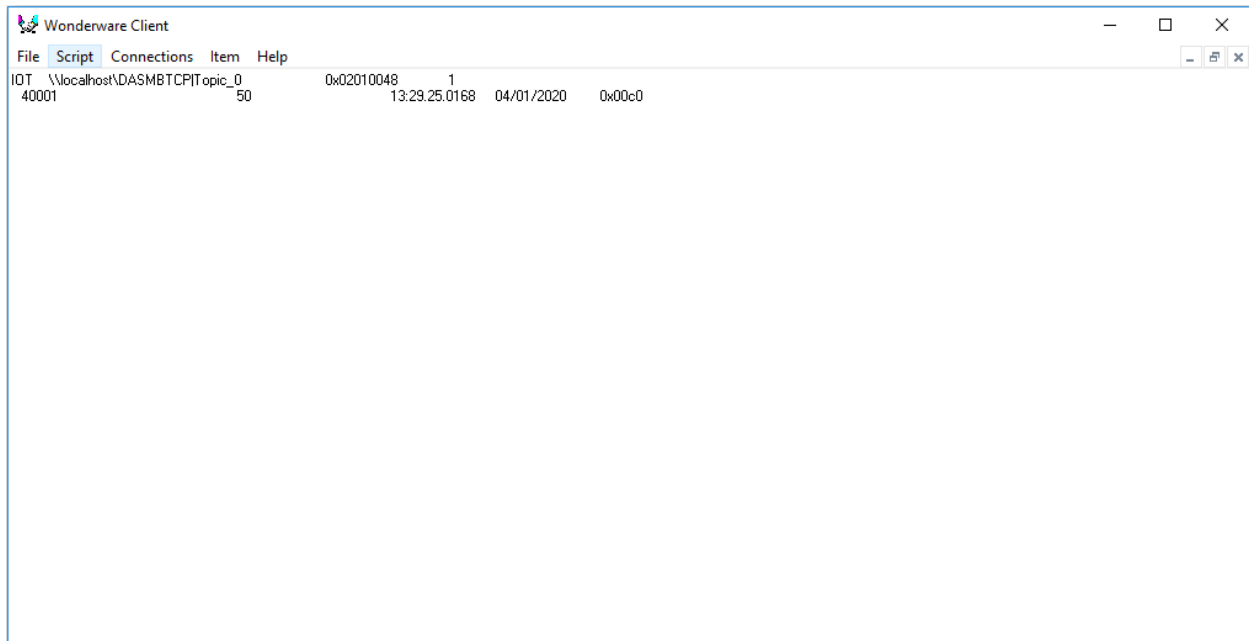 Wonderware Client
File Script Connections Item Help
IOT \\localhost\DASMBTCP|Topic_0 0x02010048 1
40001 50 13:29.25.0168 04/01/2020 0x00c0